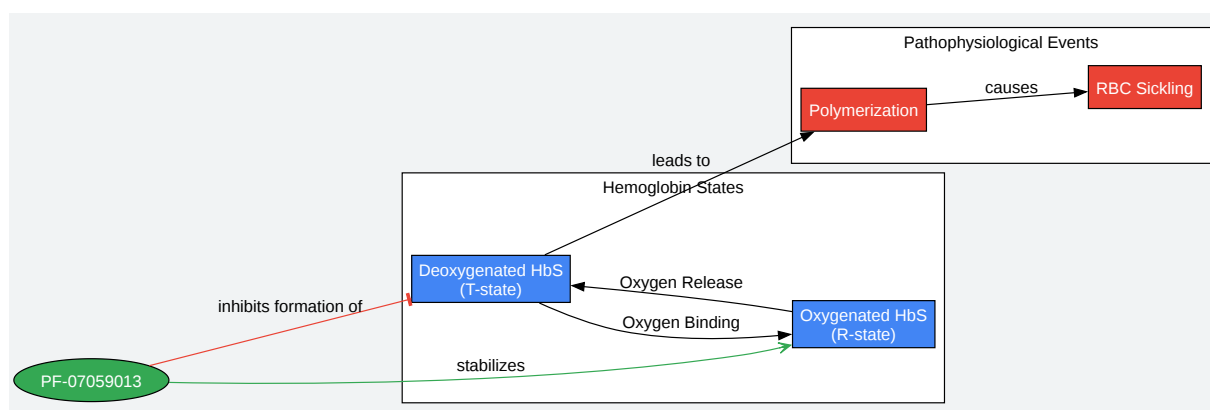 Pathophysiological Events
causes
RBC Sickling
Polymerization
leads to
Hemoglobin States
Deoxygenated HbS
(T-state)
Oxygen Release
inhibits formation of
Oxygen Binding
Oxygenated HbS
(R-state)
stabilizes
PF-07059013